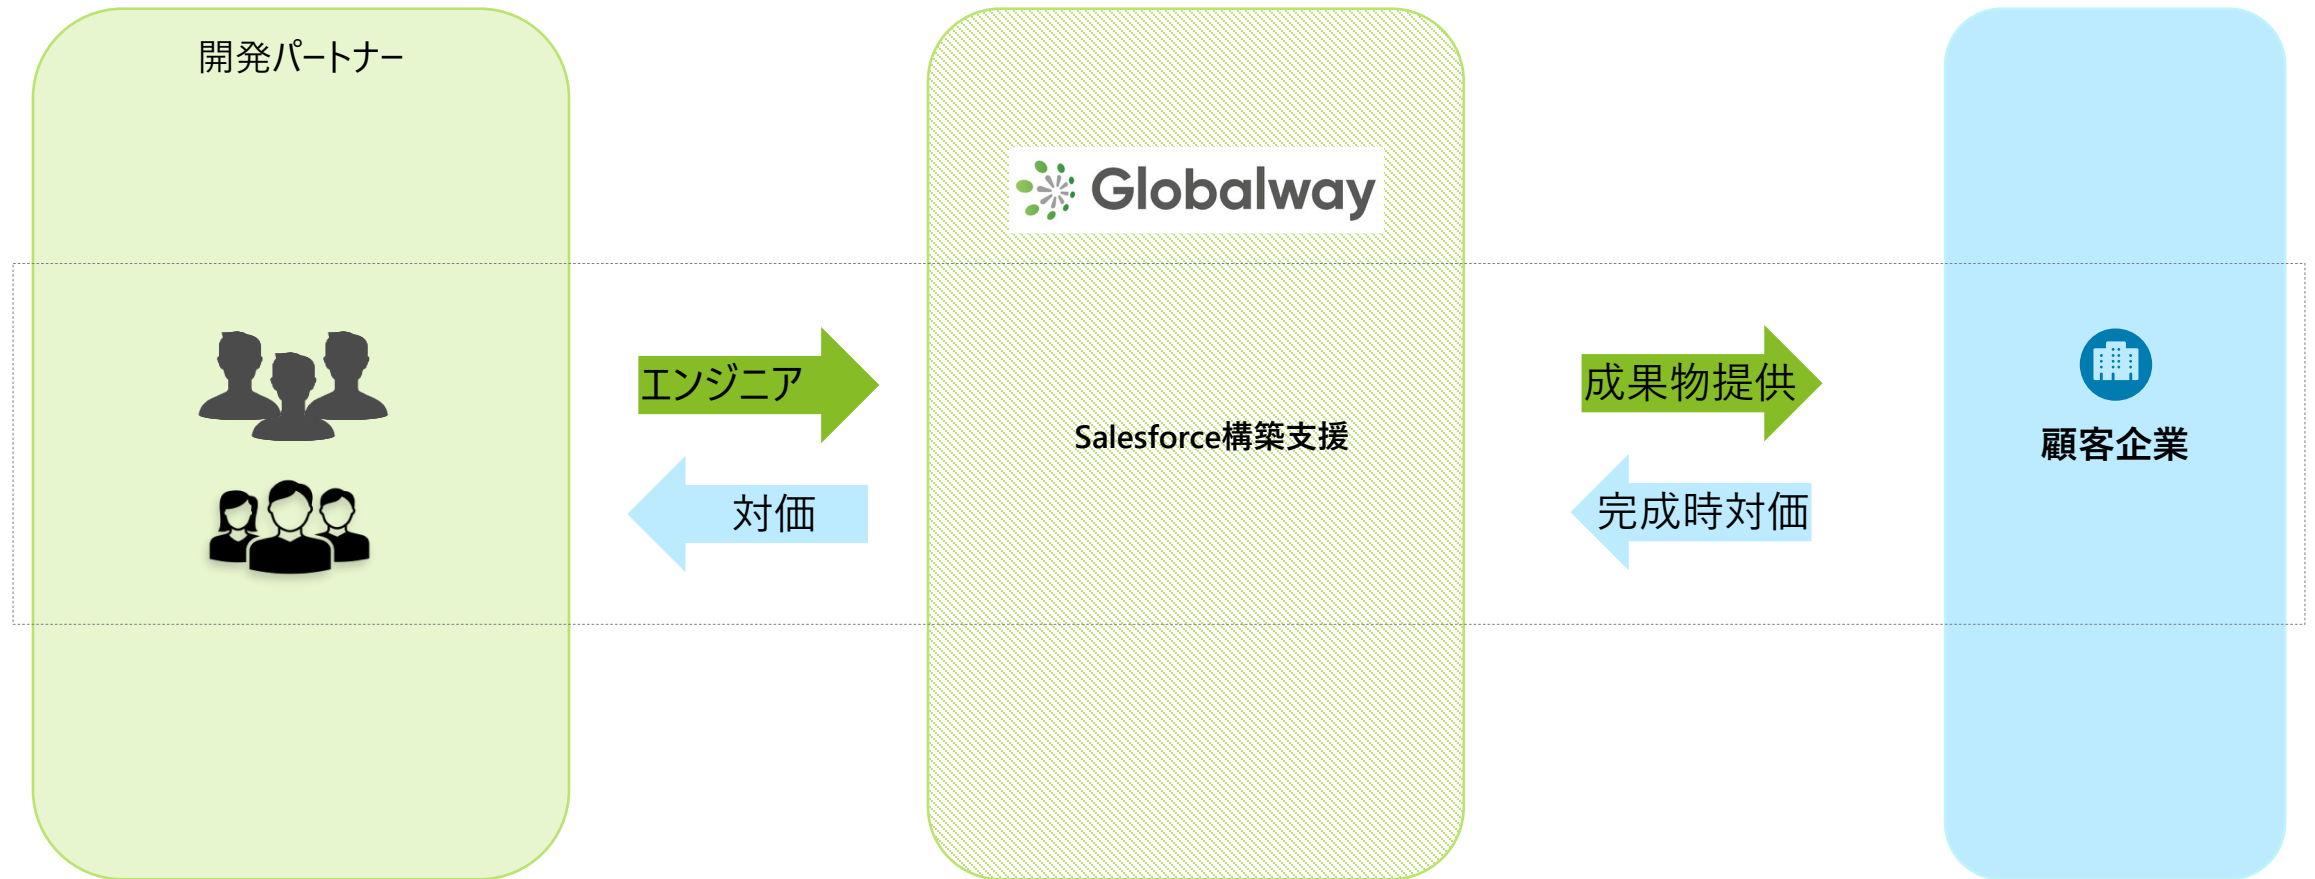 開発パートナー
Globalway
エンジニア
対価
Salesforce構築支援
成果物提供
完成時対価
顧客企業